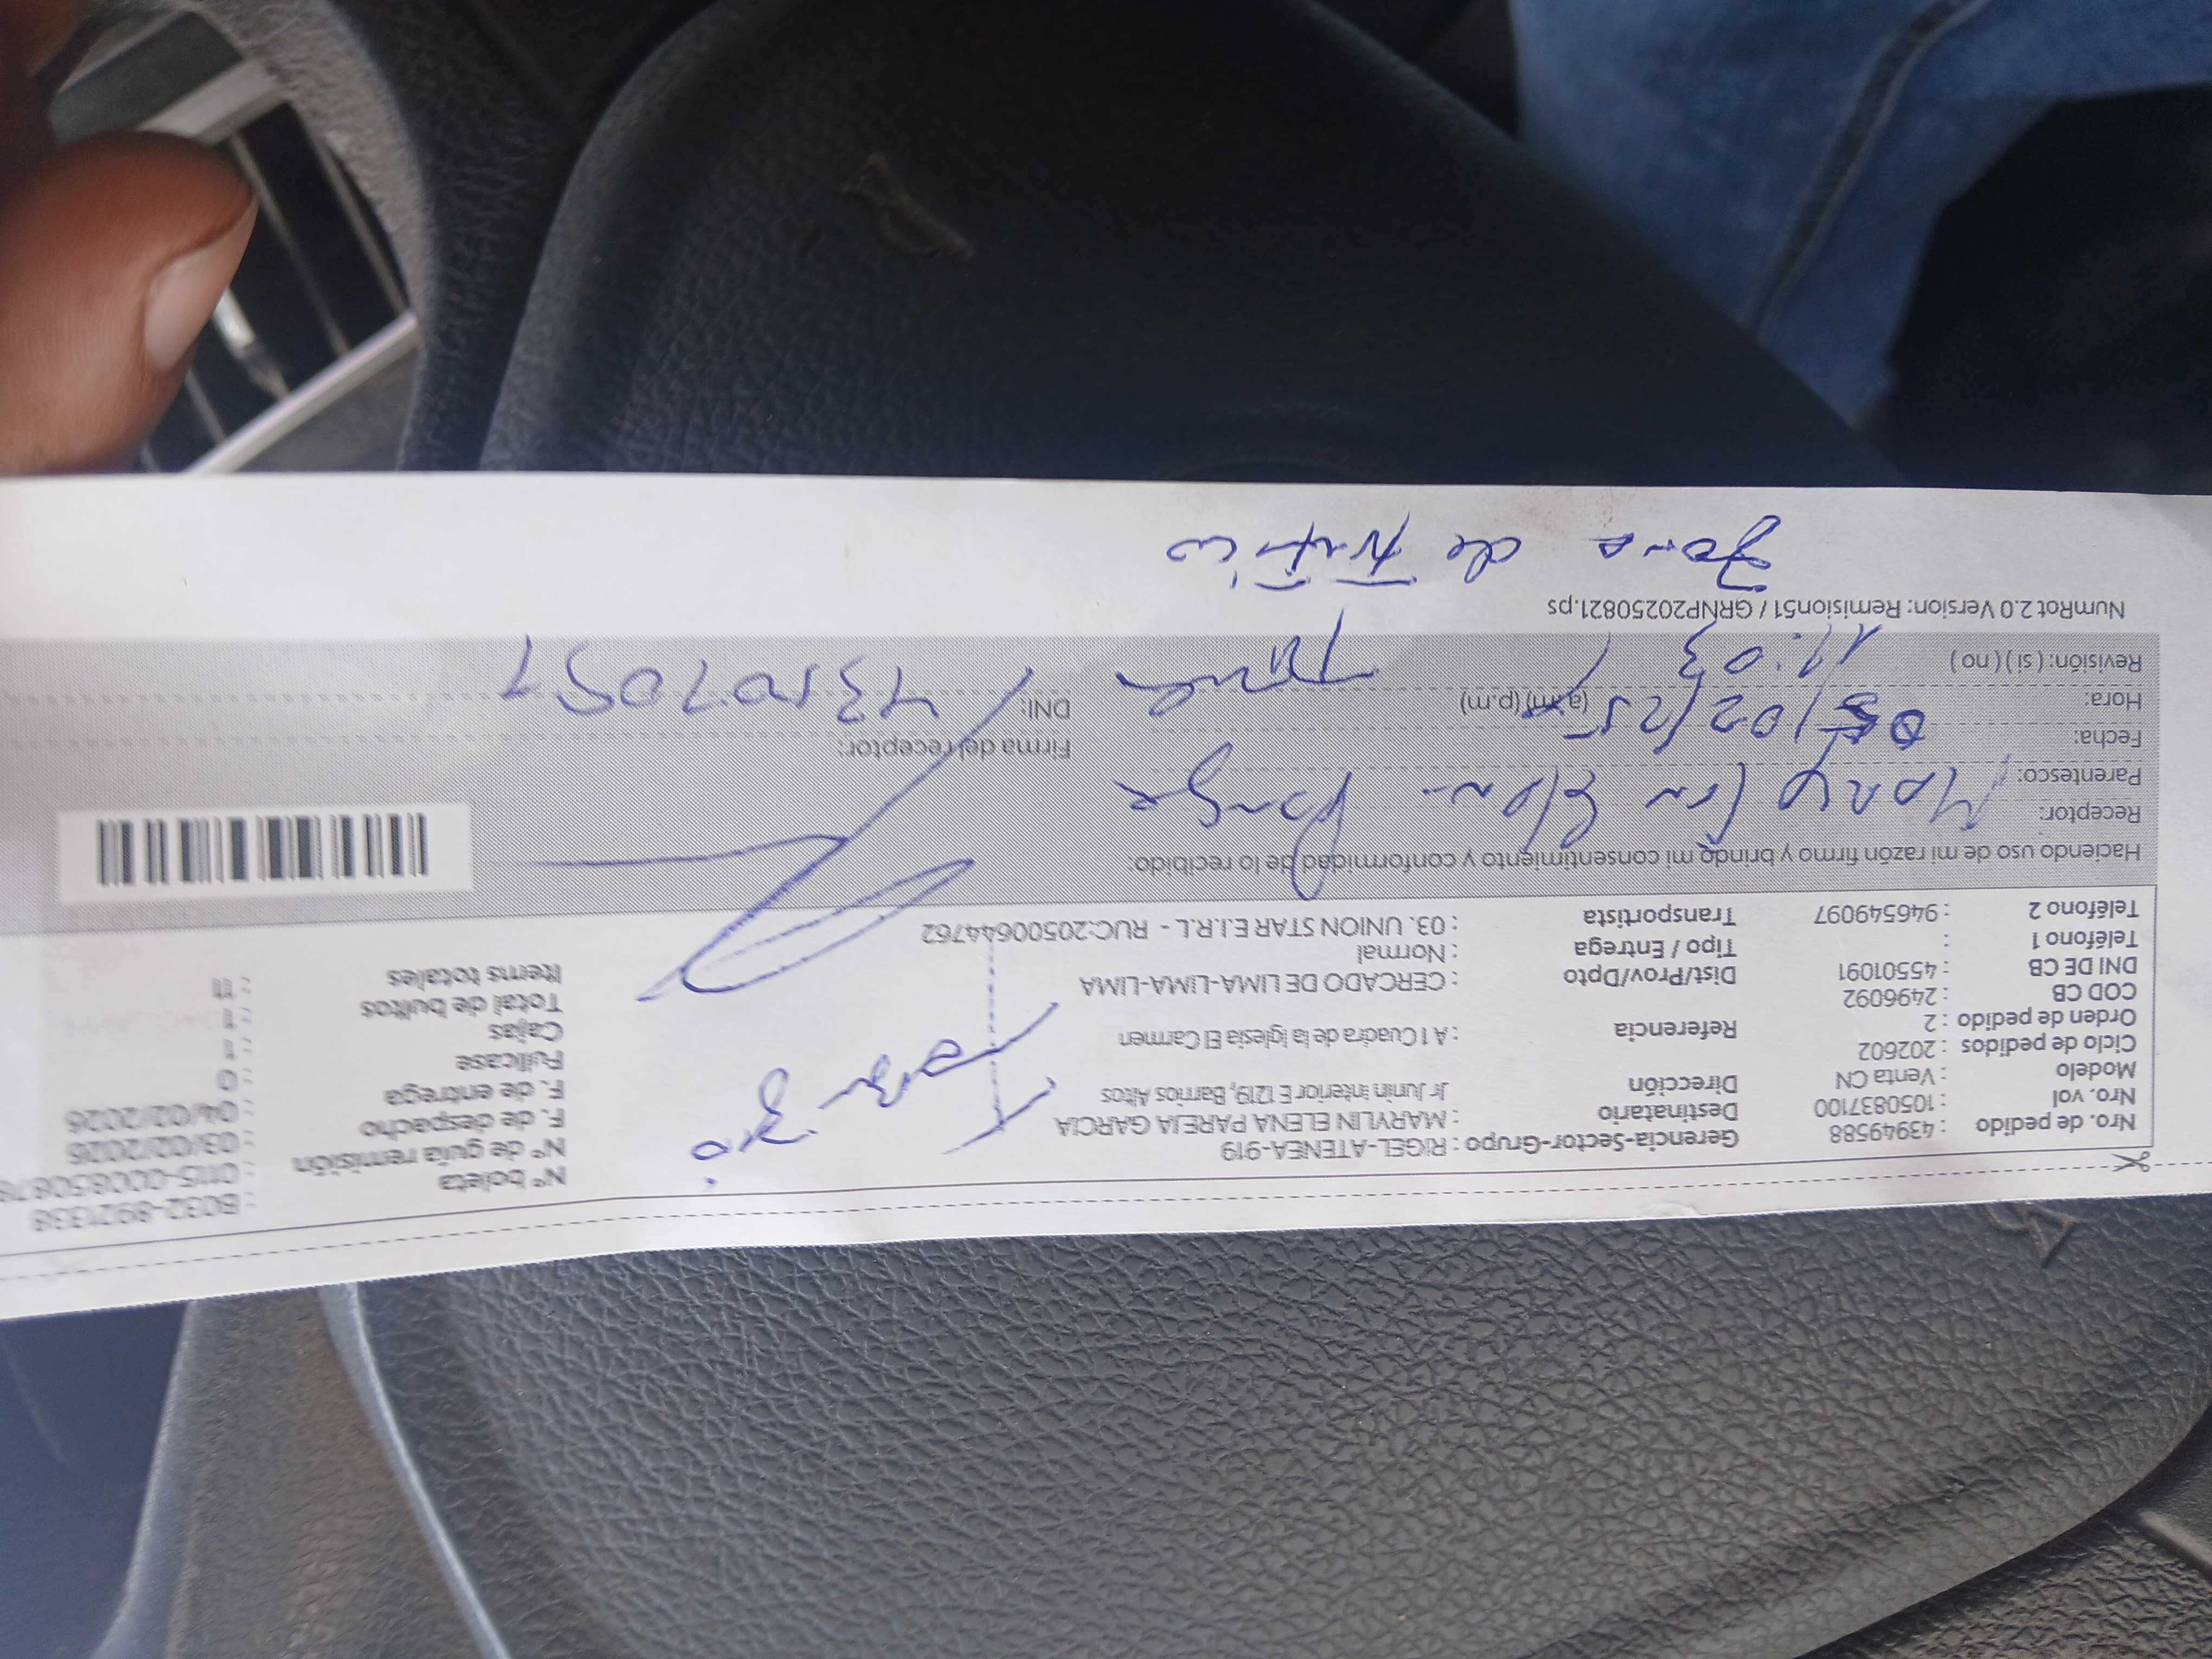 Nro. de pedido : 43949588
Nro. vol : 1050837100
Modelo : Venta CN
Ciclo de pedidos : 202602
Orden de pedido : 2
COD CB : 2496092
DNI DE CB : 45501091
Teléfono 1 :
Teléfono 2 : 946549097
Gerencia-Sector-Grupo : RIGEL-ATENEA-919
Destinatario : MARYLIN ELENA PAREJA GARCIA
Dirección Jr Junin interior E 1219, Barrios Altos
Referencia : A 1 Cuadra de la Iglesia El Carmen
Dist/Prov/Dpto : CERCADO DE LIMA-LIMA-LIMA
Tipo / Entrega : Normal
Transportista : 03. UNION STAR E.I.R.L - RUC:20500644762
N° boleta : B032-8921338
N° de guía remisión 0115-00085087
F. de despacho : 03/02/2026
F. de entrega : 04/02/2026
Fullcase : 0
Cajas : 1
Total de bultos : 1
Items totales : 11
Haciendo uso de mi razón firmo y brindo mi consentimiento y conformidad de lo recibido:
Receptor:
Parentesco:
Fecha: 05/02/25
Hora: 11:03 (a.m) (p.m)
Revisión: ( si ) ( no )
Firma del receptor:
DNI:
NumRot 2.0 Version: Remision51 / GRNP20250821.ps
Zona de